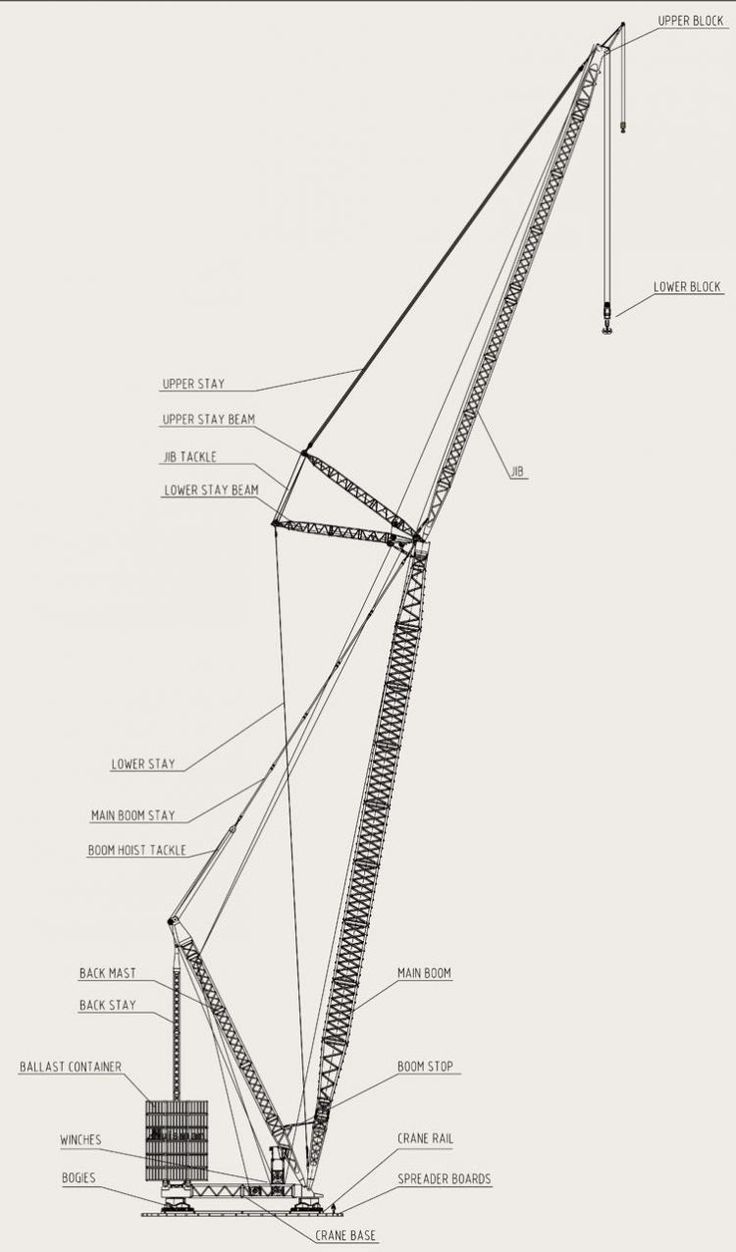 UPPER BLOCK
LOWER BLOCK
UPPER STAY
UPPER STAY BEAM
JIB TACKLE
JIB
LOWER STAY BEAM
LOWER STAY
MAIN BOOM STAY
BOOM HOIST TACKLE
BACK MAST
MAIN BOOM
BACK STAY
BALLAST CONTAINER
BOOM STOP
WINCHES
CRANE RAIL
BOGIES
SPREADER BOARDS
CRANE BASE